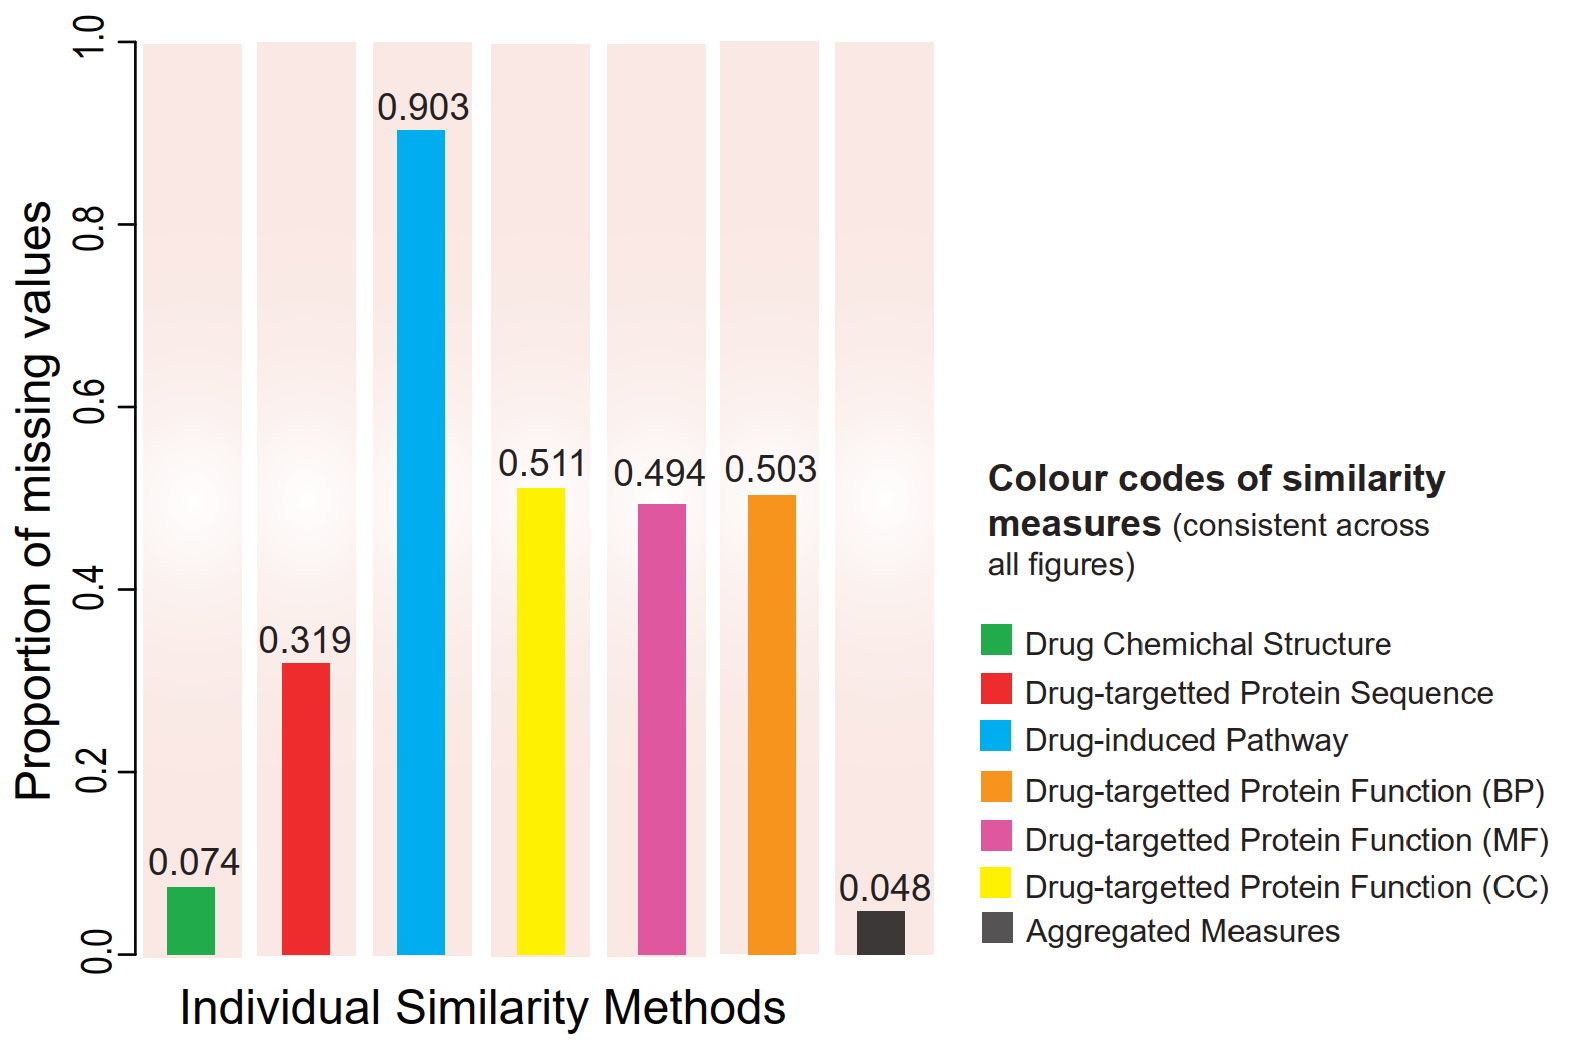 Proportion of missing values
1.0
0.8
0.6
0.4
0.2
0.0
0.074
0.319
0.903
0.511
0.494
0.503
0.048
Individual Similarity Methods
Colour codes of similarity
measures (consistent across
all figures)
Drug Chemichal Structure
Drug-targetted Protein Sequence
Drug-induced Pathway
Drug-targetted Protein Function (BP)
Drug-targetted Protein Function (MF)
Drug-targetted Protein Function (CC)
Aggregated Measures